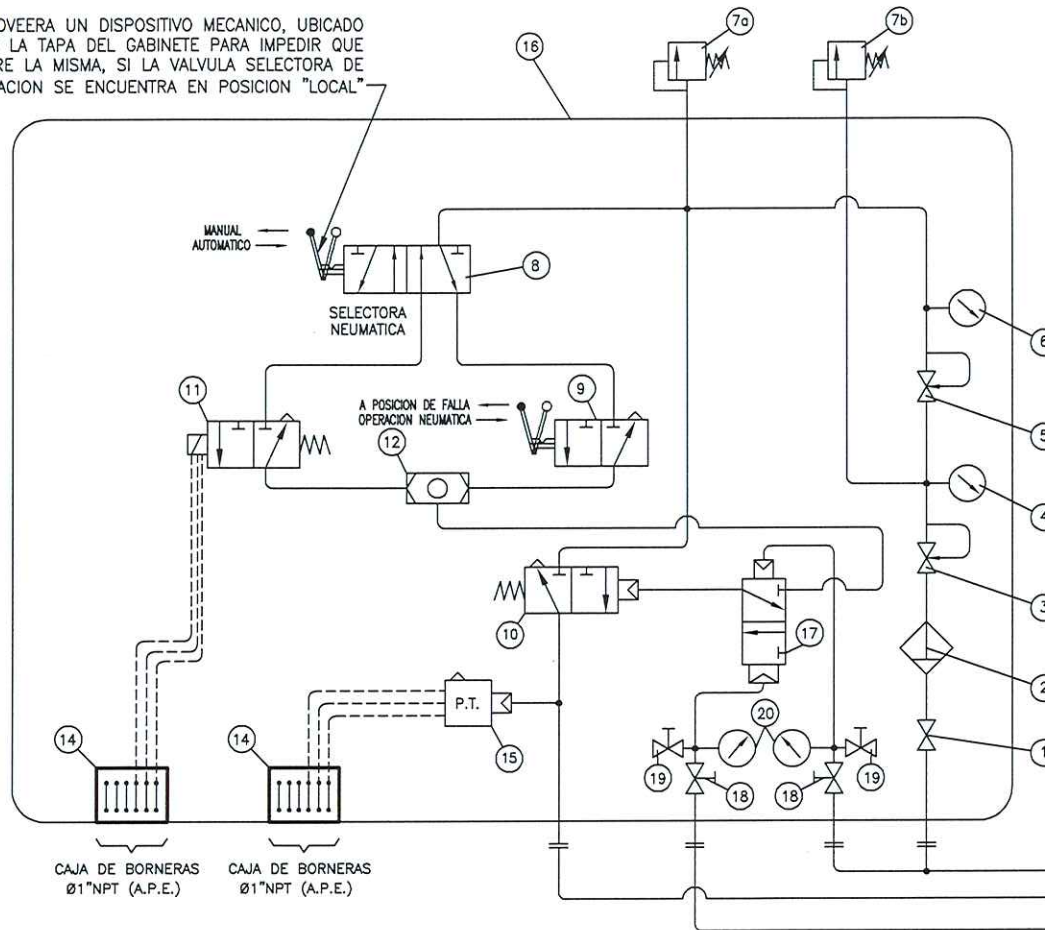 OVEERA UN DISPOSITIVO MECANICO, UBICADO
LA TAPA DEL GABINETE PARA IMPEDIR QUE
RE LA MISMA, SI LA VALVULA SELECTORA DE
ACION SE ENCUENTRA EN POSICION "LOCAL"
16
7a
7b
MANUAL
AUTOMATICO
8
SELECTORA
NEUMATICA
6
11
A POSICION DE FALLA
OPERACION NEUMATICA
9
5
12
4
10
3
17
2
P.T.
15
20
1
14
14
19
18
18
19
CAJA DE BORNERAS
Ø1"NPT (A.P.E.)
CAJA DE BORNERAS
Ø1"NPT (A.P.E.)